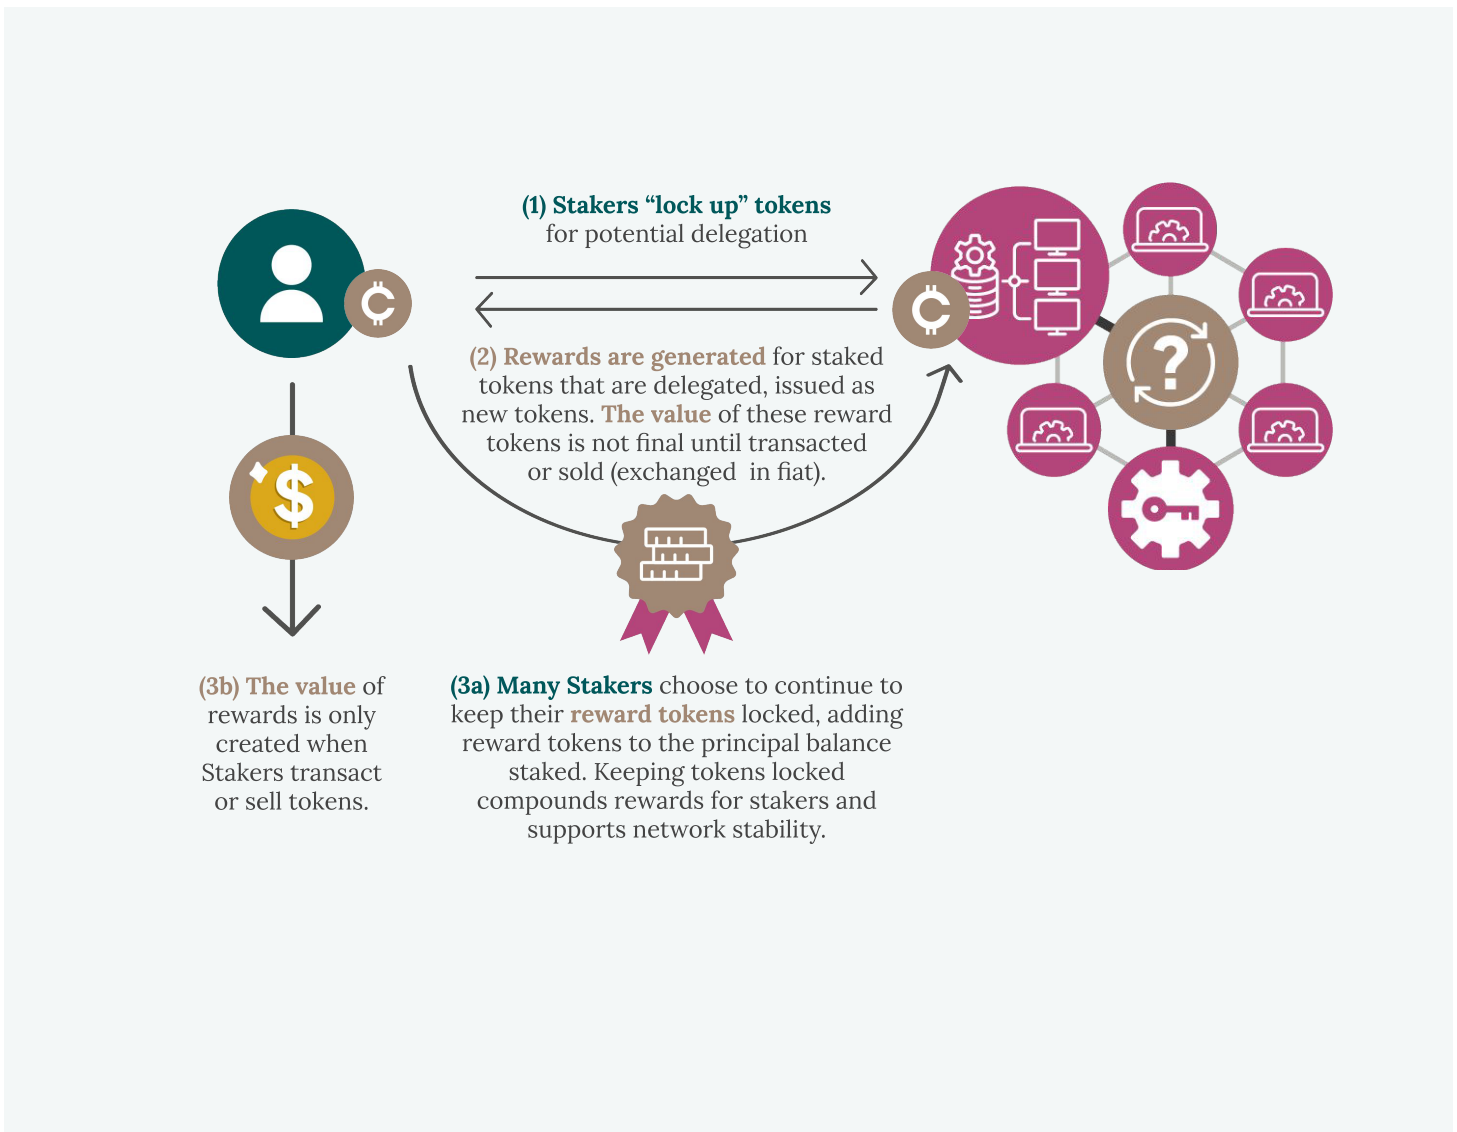 (1) Stakers “lock up” tokens
for potential delegation
(2) Rewards are generated for staked
tokens that are delegated, issued as
new tokens. The value of these reward
tokens is not final until transacted
or sold (exchanged in fiat).
?
$
(3b) The value of
rewards is only
created when
Stakers transact
or sell tokens.
(3a) Many Stakers choose to continue to
keep their reward tokens locked, adding
reward tokens to the principal balance
staked. Keeping tokens locked
compounds rewards for stakers and
supports network stability.